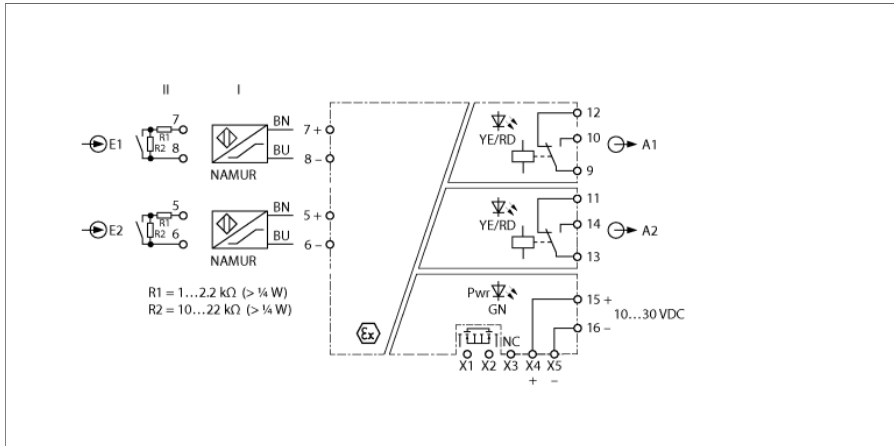 II I
E1 7 8 R1 R2 NAMUR BN BU 7 + 8 –
YE/RD 12 10 9 A1
E2 5 6 R1 R2 NAMUR BN BU 5 + 6 –
YE/RD 11 14 13 A2
R1 = 1…2.2 kΩ (> ¼ W)
R2 = 10…22 kΩ (> ¼ W)
Ex
Pwr GN
15 +
16 –
10…30 VDC
NC
X1 X2 X3 X4 X5
+ –